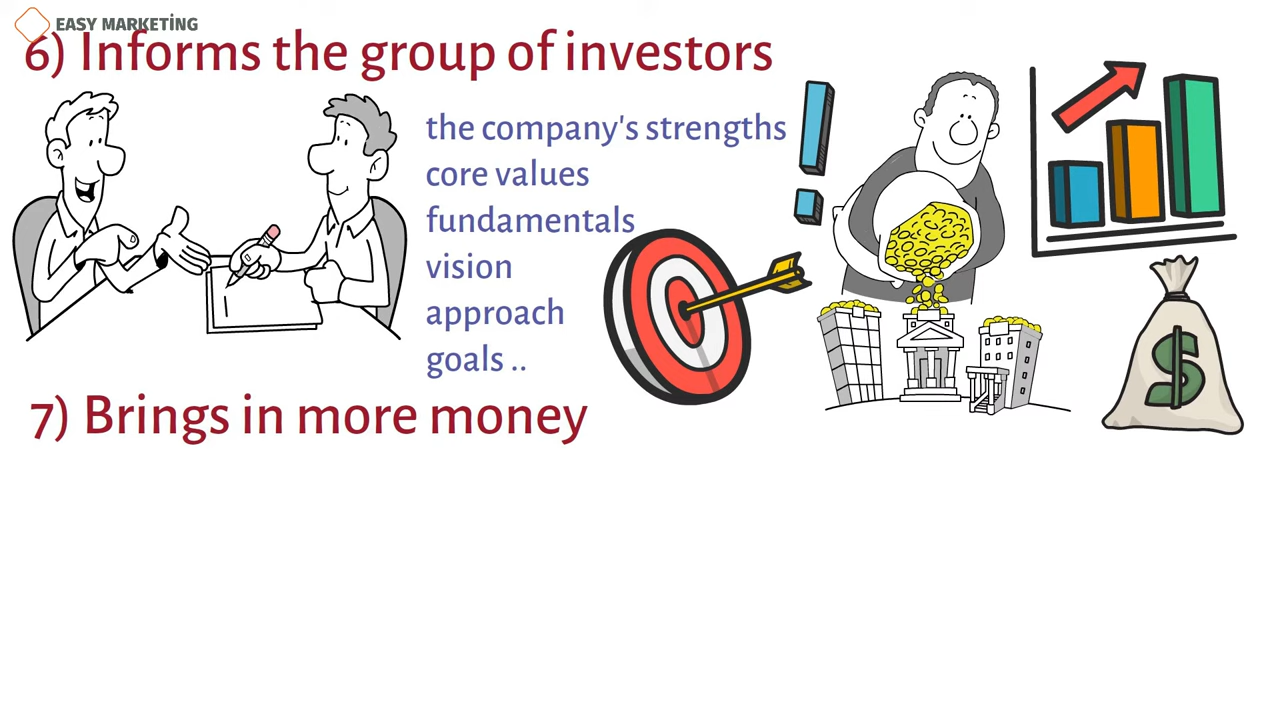 EASY MARKETİNG
6) Informs the group of investors
the company's strengths
core values
fundamentals
vision
approach
goals ..
7) Brings in more money
$